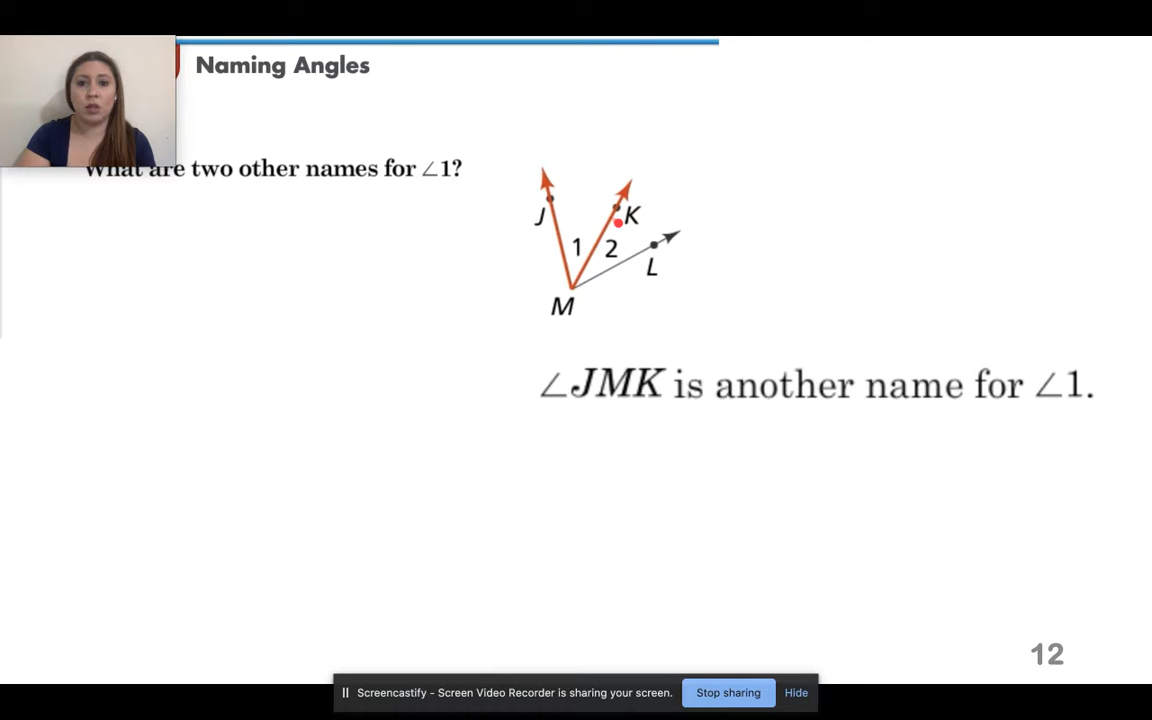 Naming Angles
What are two other names for ∠1?
J
K
1
2
L
M
∠JMK is another name for ∠1.
12
Screencastify - Screen Video Recorder is sharing your screen.
Stop sharing
Hide